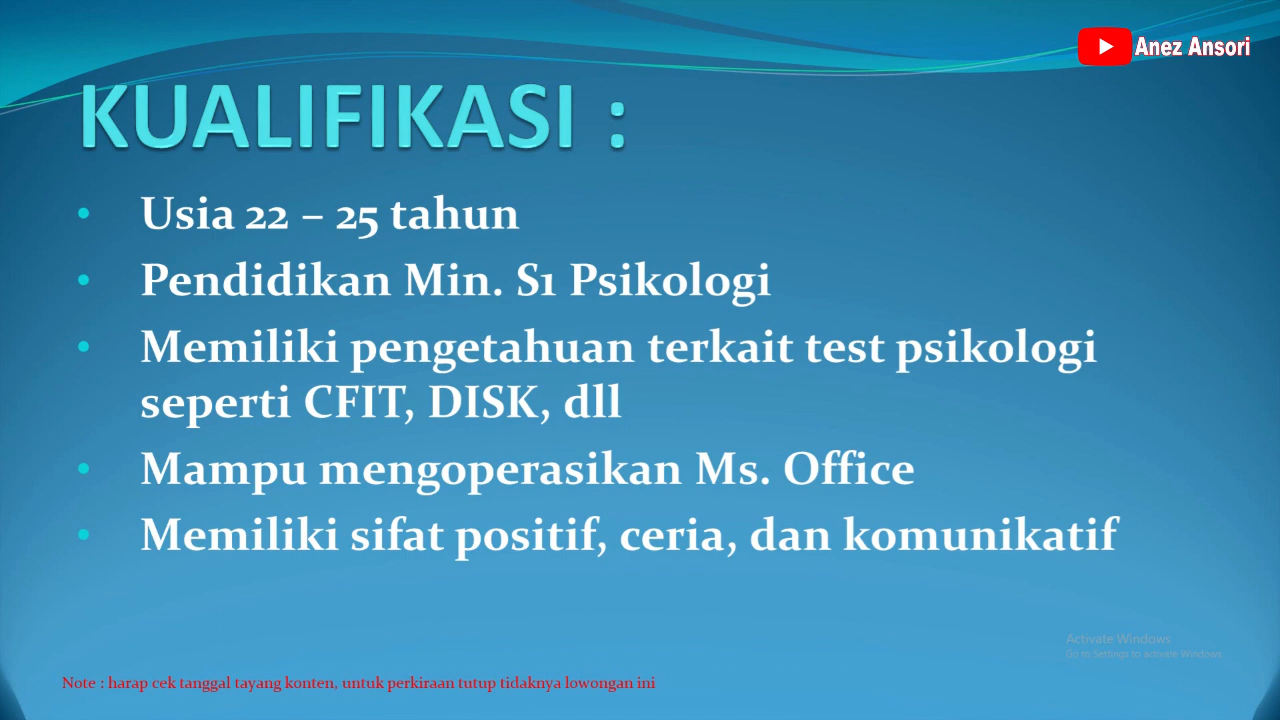 Anez Ansori
KUALIFIKASI :
• Usia 22 – 25 tahun
• Pendidikan Min. S1 Psikologi
• Memiliki pengetahuan terkait test psikologi
seperti CFIT, DISK, dll
• Mampu mengoperasikan Ms. Office
• Memiliki sifat positif, ceria, dan komunikatif
Activate Windows
Go to Settings to activate Windows.
Note : harap cek tanggal tayang konten, untuk perkiraan tutup tidaknya lowongan ini